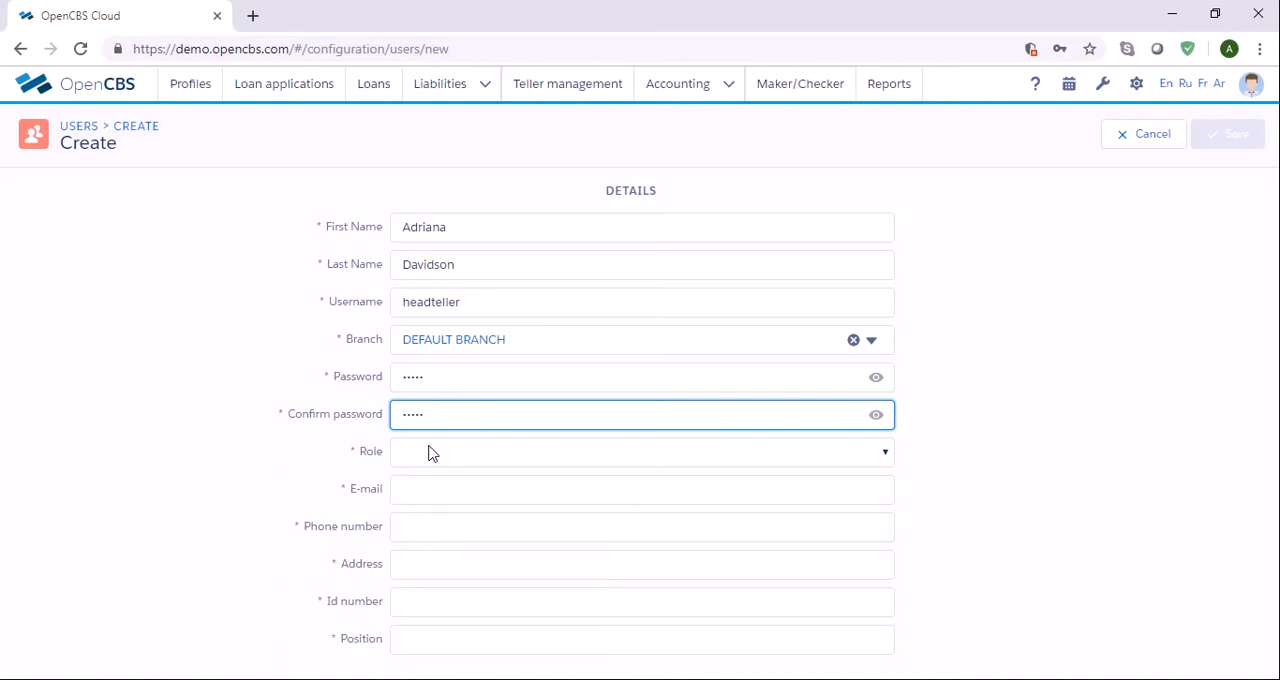 OpenCBS Cloud
https://demo.opencbs.com/#/configuration/users/new
A
OpenCBS
Profiles
Loan applications
Loans
Liabilities
Teller management
Accounting
Maker/Checker
Reports
?
En Ru Fr Ar
USERS > CREATE
Create
Cancel
Save
DETAILS
* First Name
Adriana
* Last Name
Davidson
* Username
headteller
* Branch
DEFAULT BRANCH
* Password
•••••
* Confirm password
•••••
* Role
* E-mail
* Phone number
* Address
* Id number
* Position